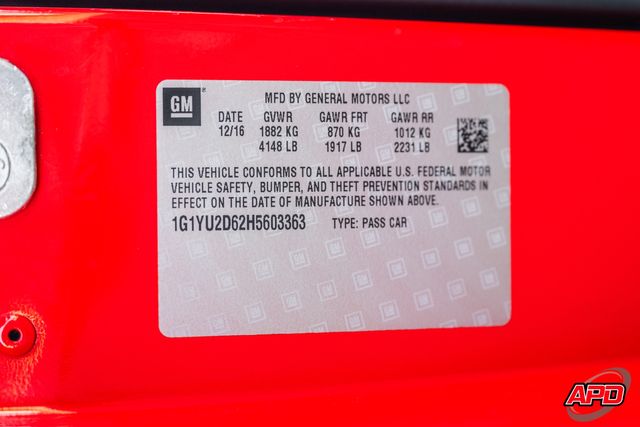 GM
MFD BY GENERAL MOTORS LLC
DATE GVWR GAWR FRT GAWR RR
12/16 1882 KG 870 KG 1012 KG
4148 LB 1917 LB 2231 LB
THIS VEHICLE CONFORMS TO ALL APPLICABLE U.S. FEDERAL MOTOR
VEHICLE SAFETY, BUMPER, AND THEFT PREVENTION STANDARDS IN
EFFECT ON THE DATE OF MANUFACTURE SHOWN ABOVE.
1G1YU2D62H5603363 TYPE: PASS CAR
APD